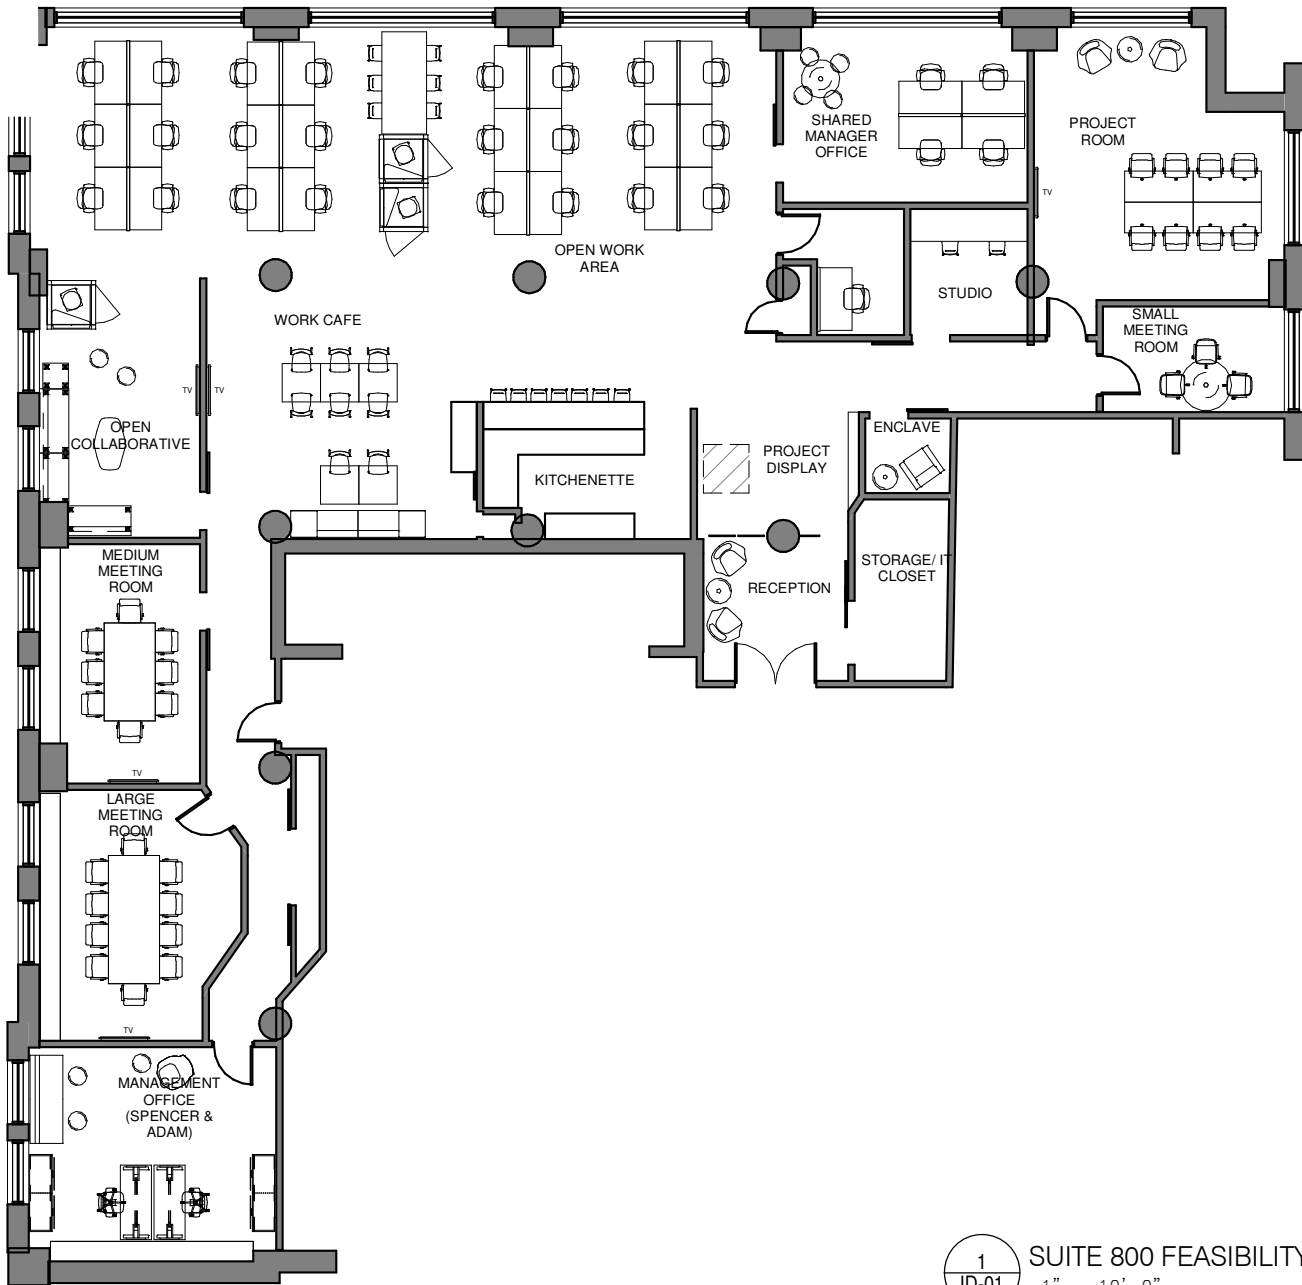 SHARED
MANAGER
OFFICE
PROJECT
ROOM
TV
OPEN WORK
AREA
STUDIO
WORK CAFE
SMALL
MEETING
ROOM
TV
TV
OPEN
COLLABORATIVE
ENCLAVE
PROJECT
DISPLAY
KITCHENETTE
MEDIUM
MEETING
ROOM
STORAGE/ IT
CLOSET
RECEPTION
TV
LARGE
MEETING
ROOM
TV
MANAGEMENT
OFFICE
(SPENCER &
ADAM)
1
ID-01
SUITE 800 FEASIBILITY